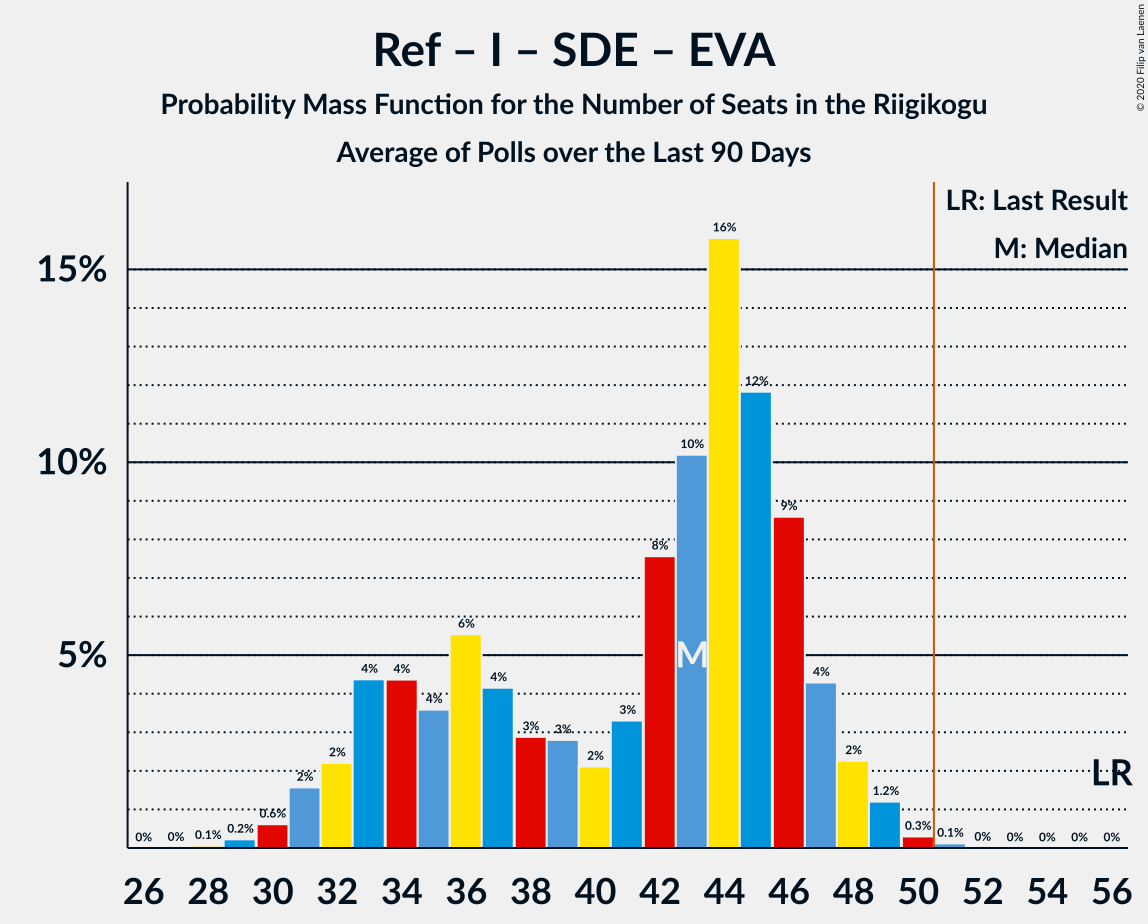 Ref – I – SDE – EVA
Probability Mass Function for the Number of Seats in the Riigikogu
Average of Polls over the Last 90 Days
© 2020 Filip van Laenen
LR: Last Result
M: Median
15%
10%
5%
0% 0% 0.1% 0.2% 0.6% 2% 2% 4% 4% 4% 6% 4% 3% 3% 2% 3% 8% 10% 16% 12% 9% 4% 2% 1.2% 0.3% 0.1% 0% 0% 0% 0% 0%
M
LR
26 28 30 32 34 36 38 40 42 44 46 48 50 52 54 56